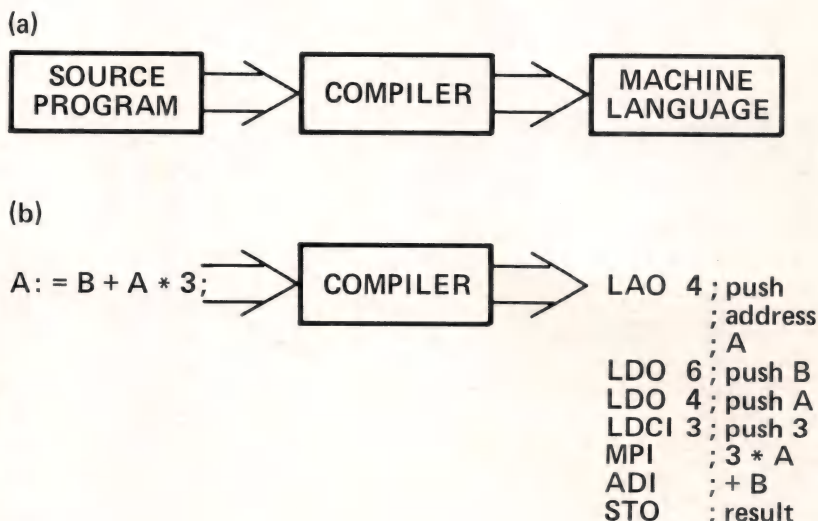 (a)
SOURCE
PROGRAM
COMPILER
MACHINE
LANGUAGE
(b)
A: = B + A * 3;
COMPILER
LAO 4 ; push
; address
; A
LDO 6 ; push B
LDO 4 ; push A
LDCI 3 ; push 3
MPI ; 3 * A
ADI ; + B
STO ; result